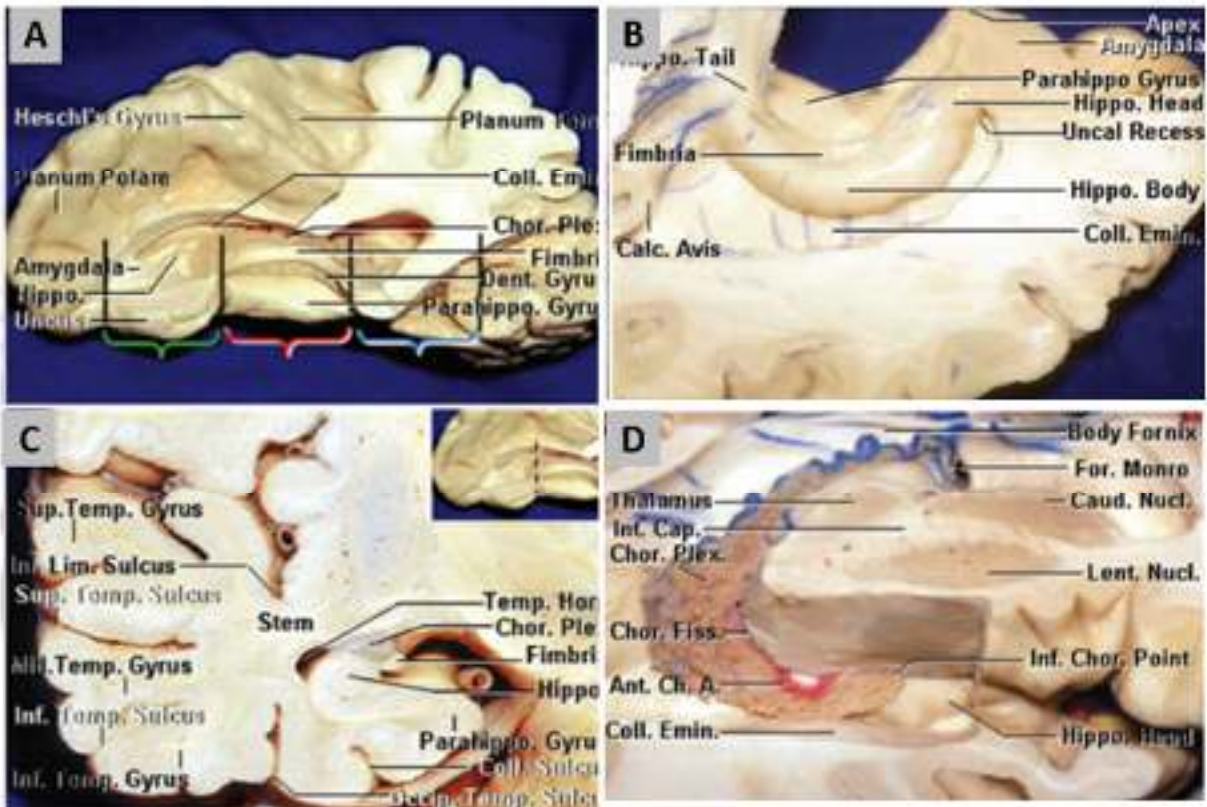 A
Heschl's Gyrus
Planum
Planum Polare
Coll. Emin
Chor. Ple
Fimbri
Amygdala
Dent. Gyru
Hippo.
Parahippo. Gyru
Uncus
B
Apex
Amygdala
Hippo. Tail
Parahippo Gyrus
Hippo. Head
Uncal Recess
Fimbria
Hippo. Body
Calc. Avis
Coll. Emin.
C
Sup. Temp. Gyrus
Inf. Lim. Sulcus
Sup. Temp. Sulcus
Stem
Temp. Hor
Chor. Ple
Fimbri
Mid. Temp. Gyrus
Hippo
Inf. Temp. Sulcus
Parahippo. Gyru
Coll. Sulcu
Inf. Temp. Gyrus
Occip. Temp. Sulc
D
Body Fornix
For. Monro
Thalamus
Caud. Nucl.
Int. Cap.
Chor. Plex.
Lent. Nucl.
Chor. Fiss.
Inf. Chor. Point
Ant. Ch. A.
Coll. Emin.
Hippo. Head